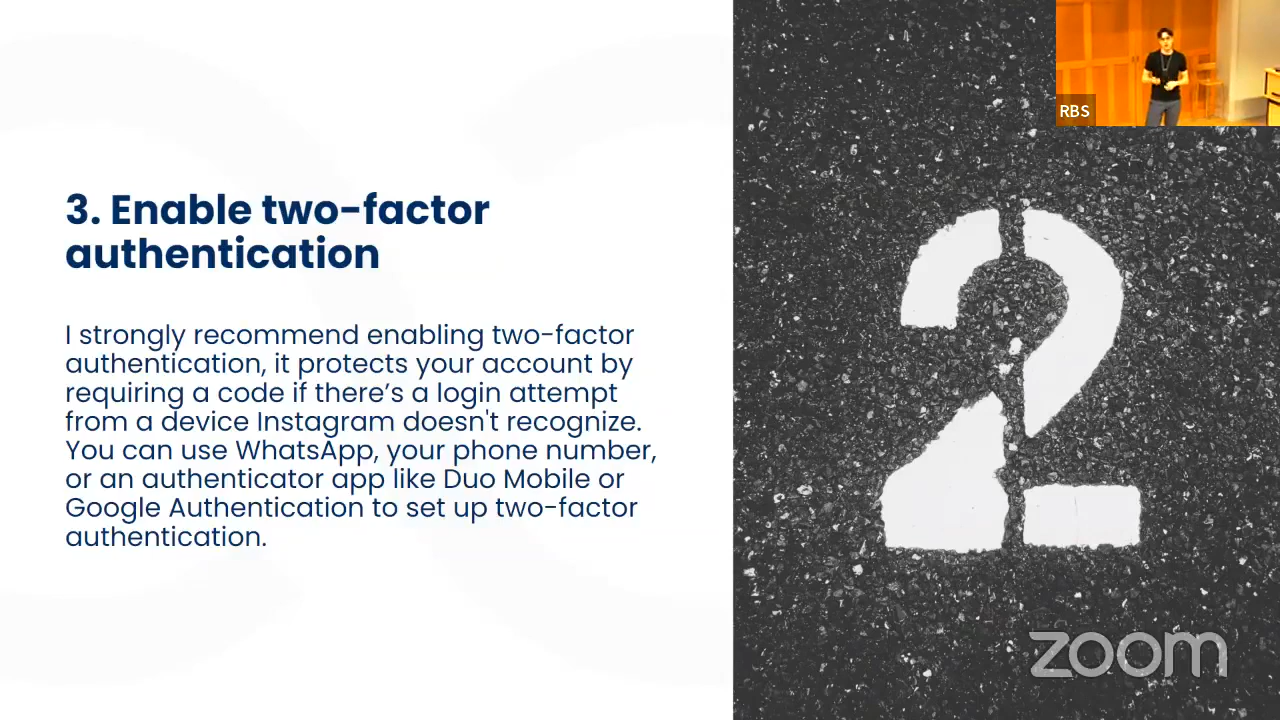 3. Enable two-factor
authentication
I strongly recommend enabling two-factor
authentication, it protects your account by
requiring a code if there’s a login attempt
from a device Instagram doesn't recognize.
You can use WhatsApp, your phone number,
or an authenticator app like Duo Mobile or
Google Authentication to set up two-factor
authentication.
2
RBS
zoom